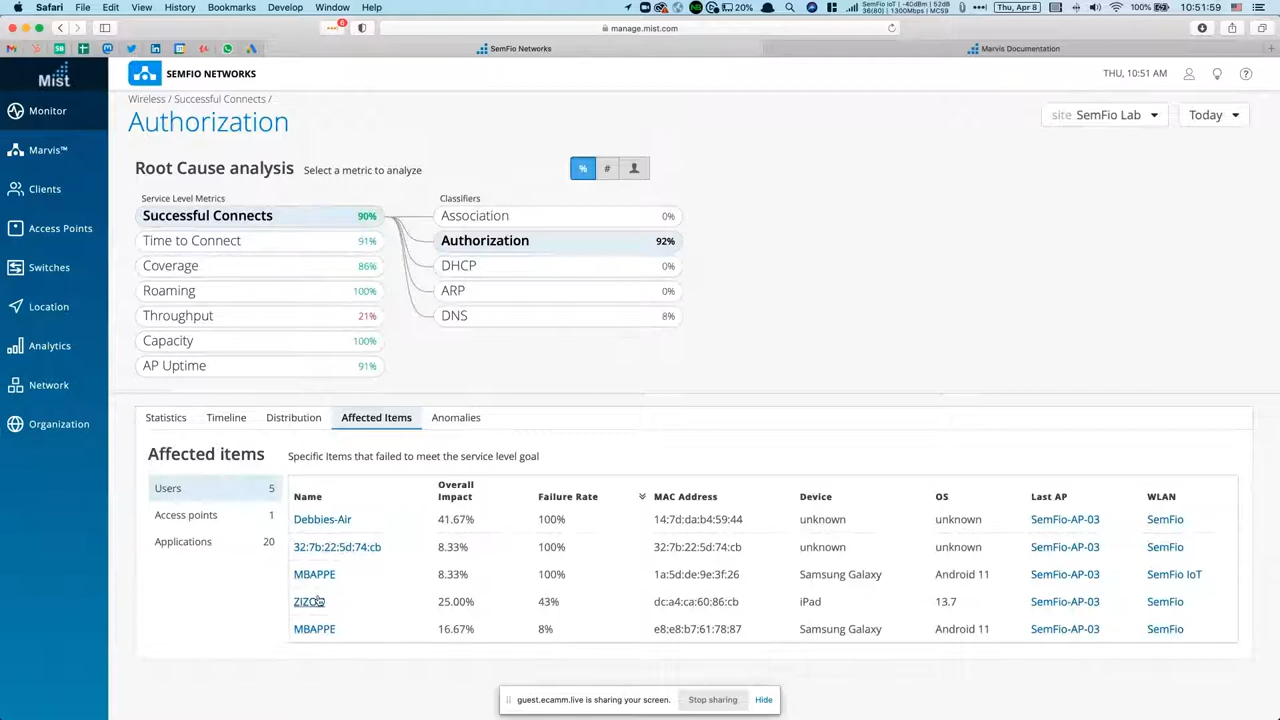 Safari File Edit View History Bookmarks Develop Window Help
20%
SemFio IoT | -40dBm | 52dB
36(80) | 1300Mbps | MCS9
100%
Thu, Apr 8
10:51:59
6
manage.mist.com
SemFio Networks
Marvis Documentation
Mist
SEMFIO NETWORKS
THU, 10:51 AM
Monitor
Marvis™
Clients
Access Points
Switches
Location
Analytics
Network
Organization
Wireless / Successful Connects /
Authorization
site SemFio Lab
Today
Root Cause analysis Select a metric to analyze
% #
Service Level Metrics
Successful Connects 90%
Time to Connect 91%
Coverage 86%
Roaming 100%
Throughput 21%
Capacity 100%
AP Uptime 91%
Classifiers
Association 0%
Authorization 92%
DHCP 0%
ARP 0%
DNS 8%
Statistics Timeline Distribution Affected Items Anomalies
Affected items Specific Items that failed to meet the service level goal
Users 5
Access points 1
Applications 20
Name Overall Impact Failure Rate MAC Address Device OS Last AP WLAN
Debbies-Air 41.67% 100% 14:7d:da:b4:59:44 unknown unknown SemFio-AP-03 SemFio
32:7b:22:5d:74:cb 8.33% 100% 32:7b:22:5d:74:cb unknown unknown SemFio-AP-03 SemFio
MBAPPE 8.33% 100% 1a:5d:de:9e:3f:26 Samsung Galaxy Android 11 SemFio-AP-03 SemFio IoT
25.00% 43% dc:a4:ca:60:86:cb iPad 13.7 SemFio-AP-03 SemFio
MBAPPE 16.67% 8% e8:e8:b7:61:78:87 Samsung Galaxy Android 11 SemFio-AP-03 SemFio
guest.ecamm.live is sharing your screen. Stop sharing Hide